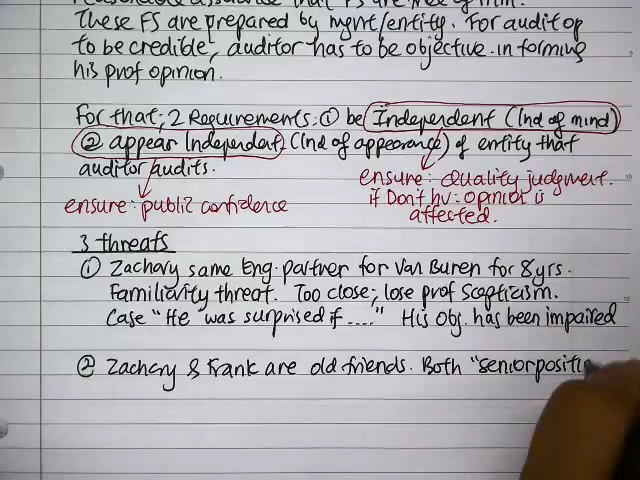 These FS are prepared by mgmt/entity. For audit op
to be credible, auditor has to be objective in forming
his prof opinion.
For that; 2 Requirements: ① be Independent (Ind of mind)
② appear Independent (Ind of appearance) of entity that
auditor audits.
ensure: Quality judgment.
if Don't hv: opinion is
affected.
ensure: public confidence
3 threats
① Zachary same Eng. partner for Van Buren for 8 yrs.
Familiarity threat. Too close; lose prof Scepticism.
Case "He was surprised if ...." His Obj. has been impaired
② Zachary & Frank are old friends. Both "senior positi